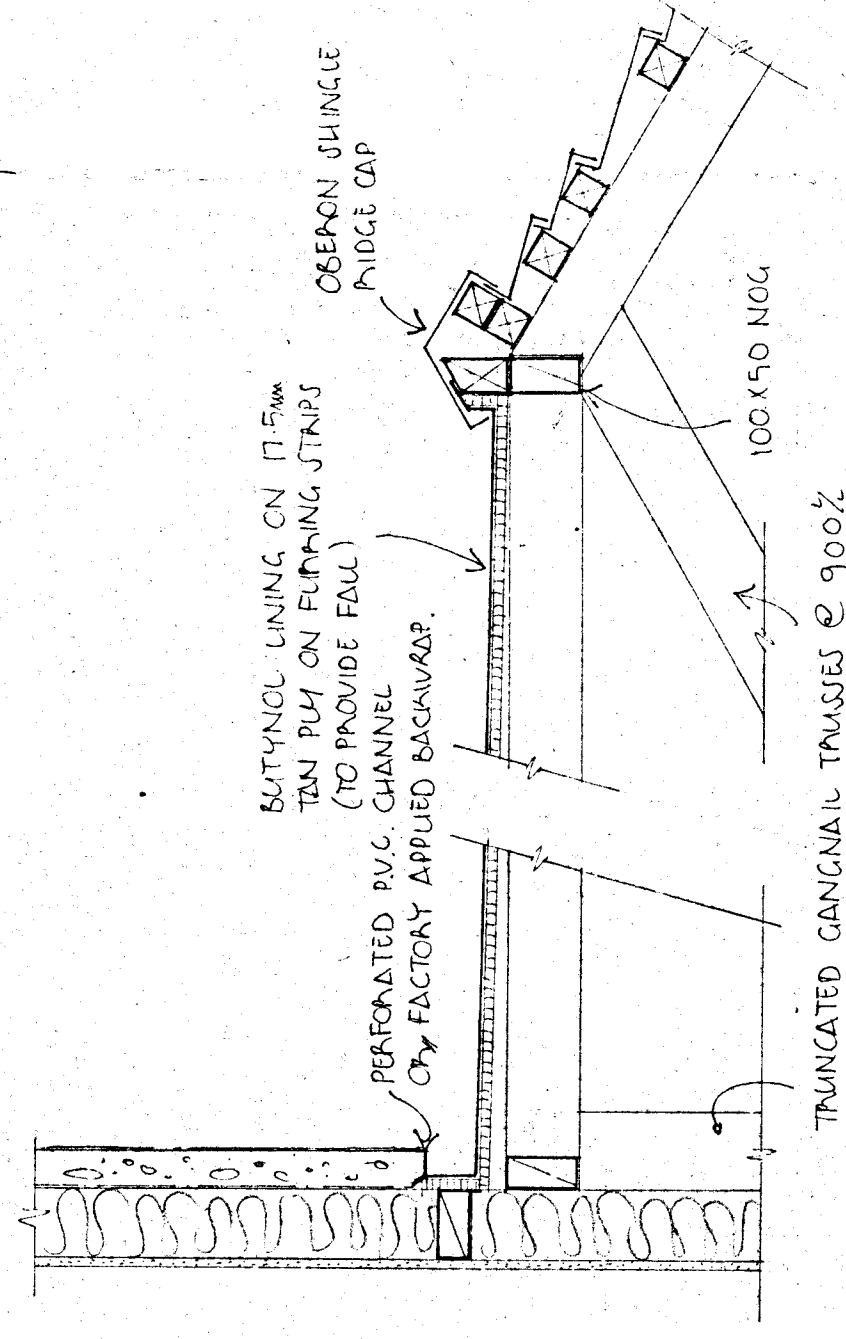 OBERON SHINGLE
RIDGE CAP
BUTYNOL LINING ON 17.5mm
TAN PLY ON FURRING STRIPS
(TO PROVIDE FALL)
PERFORATED P.V.C. CHANNEL
OR, FACTORY APPLIED BACKWRAP.
100x50 NOG
TRUNCATED GANGNAIL TRUSSES @ 900%